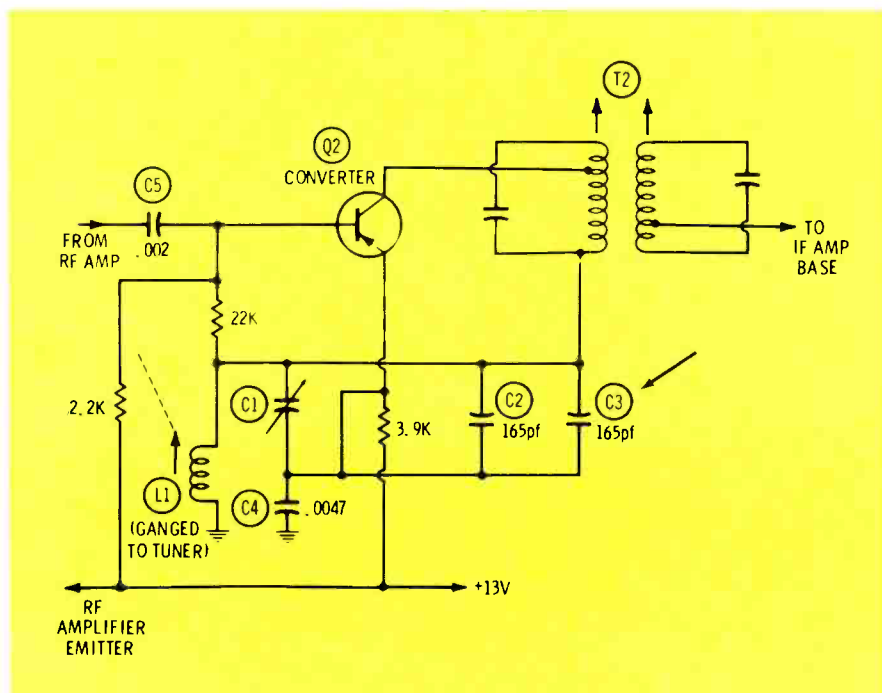 T2
Q2
CONVERTER
C5
FROM
RF AMP
.002
TO
IF AMP
BASE
22K
2.2K
C1
3.9K
C2
165pf
C3
165pf
L1
(GANGED
TO TUNER)
C4
.0047
+13V
RF
AMPLIFIER
EMITTER